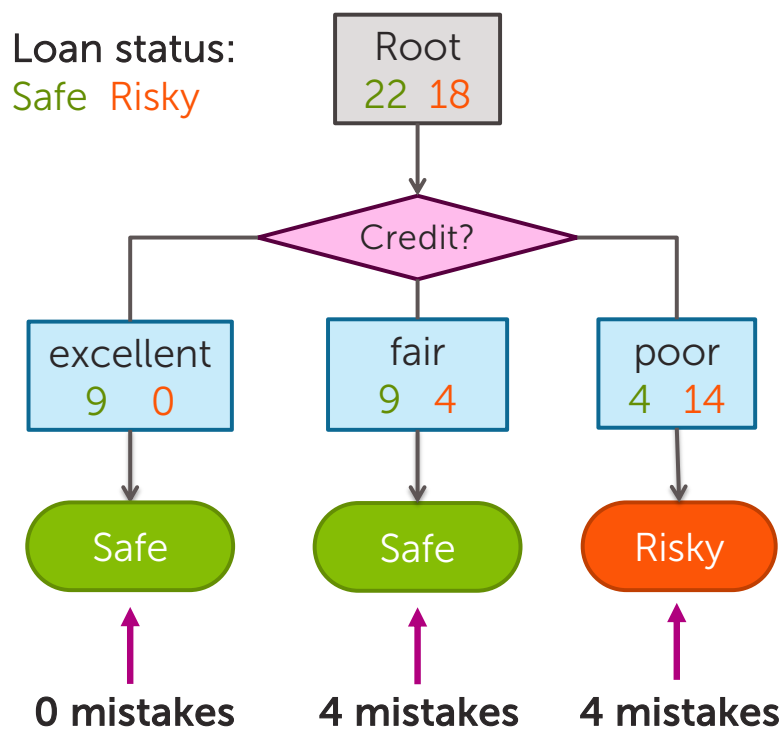 Loan status:
Safe Risky
Root
22 18
Credit?
excellent
9 0
fair
9 4
poor
4 14
Safe
Safe
Risky
0 mistakes
4 mistakes
4 mistakes